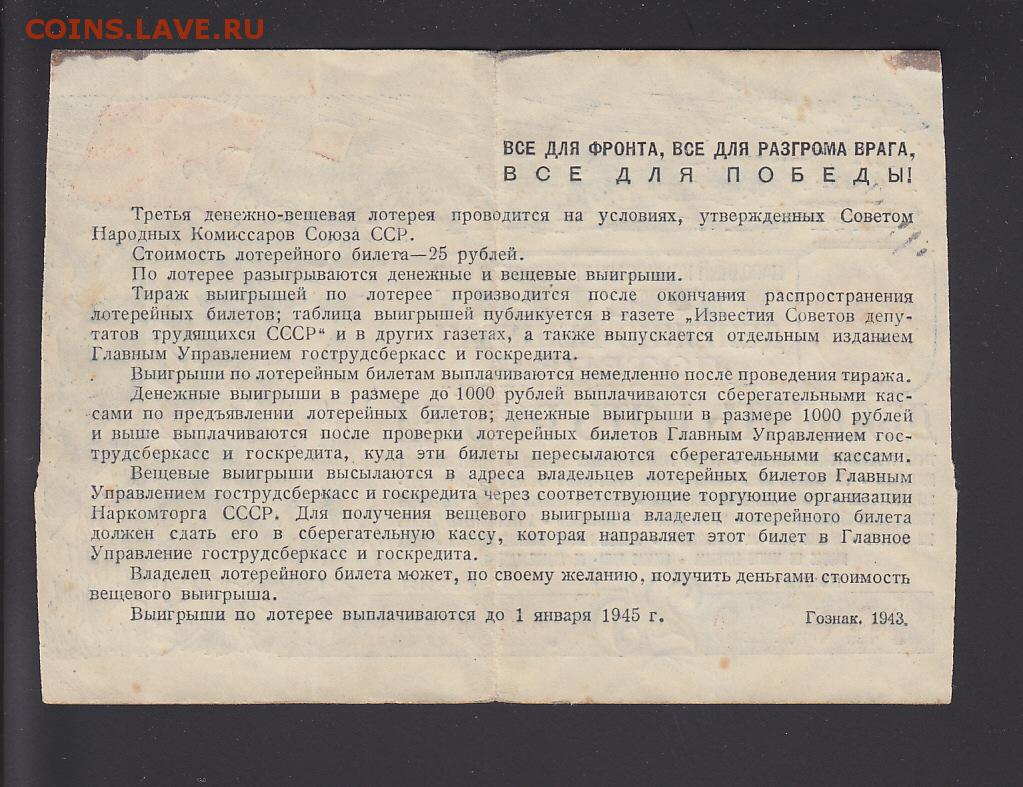 COINS.LAVE.RU
ВСЕ ДЛЯ ФРОНТА, ВСЕ ДЛЯ РАЗГРОМА ВРАГА,
ВСЕ ДЛЯ ПОБЕДЫ!
Третья денежно-вещевая лотерея проводится на условиях, утвержденных Советом
Народных Комиссаров Союза ССР.
Стоимость лотерейного билета—25 рублей.
По лотерее разыгрываются денежные и вещевые выигрыши.
Тираж выигрышей по лотерее производится после окончания распространения
лотерейных билетов; таблица выигрышей публикуется в газете „Известия Советов депу-
татов трудящихся СССР“ и в других газетах, а также выпускается отдельным изданием
Главным Управлением гострудсберкасс и госкредита.
Выигрыши по лотерейным билетам выплачиваются немедленно после проведения тиража.
Денежные выигрыши в размере до 1000 рублей выплачиваются сберегательными кас-
сами по предъявлении лотерейных билетов; денежные выигрыши в размере 1000 рублей
и выше выплачиваются после проверки лотерейных билетов Главным Управлением гос-
трудсберкасс и госкредита, куда эти билеты пересылаются сберегательными кассами.
Вещевые выигрыши высылаются в адреса владельцев лотерейных билетов Главным
Управлением гострудсберкасс и госкредита через соответствующие торгующие организации
Наркомторга СССР. Для получения вещевого выигрыша владелец лотерейного билета
должен сдать его в сберегательную кассу, которая направляет этот билет в Главное
Управление гострудсберкасс и госкредита.
Владелец лотерейного билета может, по своему желанию, получить деньгами стоимость
вещевого выигрыша.
Выигрыши по лотерее выплачиваются до 1 января 1945 г. Гознак. 1943.